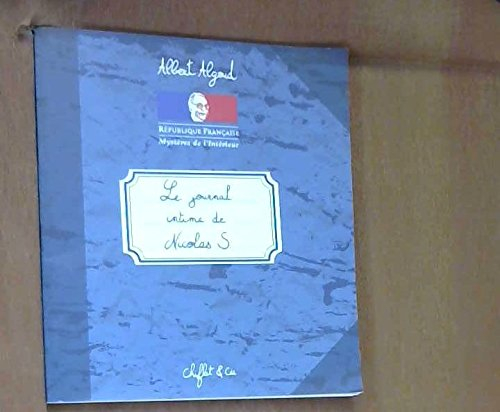 Albert Algoud
RÉPUBLIQUE FRANÇAISE
Mystères de l'Intérieur
Le journal
intime de
Nicolas S
Chiflet & Cie